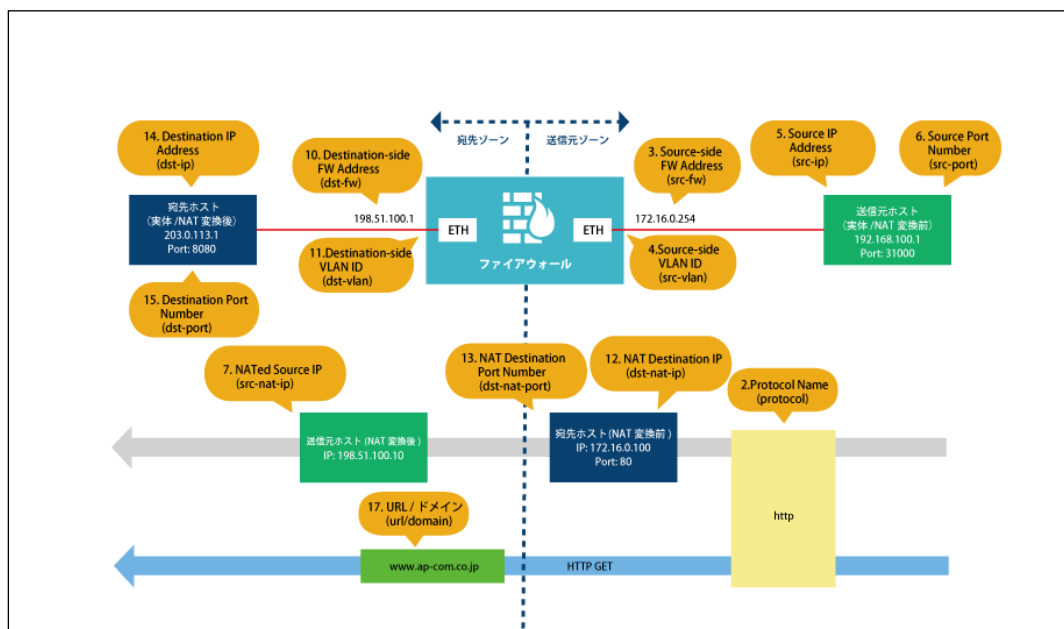 宛先ゾーン
送信元ゾーン
14. Destination IP
Address
(dst-ip)
10. Destination-side
FW Address
(dst-fw)
3. Source-side
FW Address
(src-fw)
5. Source IP
Address
(src-ip)
6. Source Port
Number
(src-port)
宛先ホスト
(実体/NAT 変換後)
203.0.113.1
Port: 8080
198.51.100.1
ETH
ETH
172.16.0.254
送信元ホスト
(実体/NAT 変換前)
192.168.100.1
Port: 31000
ファイアウォール
11.Destination-side
VLAN ID
(dst-vlan)
4.Source-side
VLAN ID
(src-vlan)
15. Destination Port
Number
(dst-port)
7. NATed Source IP
(src-nat-ip)
13. NAT Destination
Port Number
(dst-nat-port)
12. NAT Destination IP
(dst-nat-ip)
2.Protocol Name
(protocol)
送信元ホスト(NAT 変換後)
IP: 198.51.100.10
宛先ホスト(NAT 変換前)
IP: 172.16.0.100
Port: 80
http
17. URL / ドメイン
(url/domain)
www.ap-com.co.jp
HTTP GET